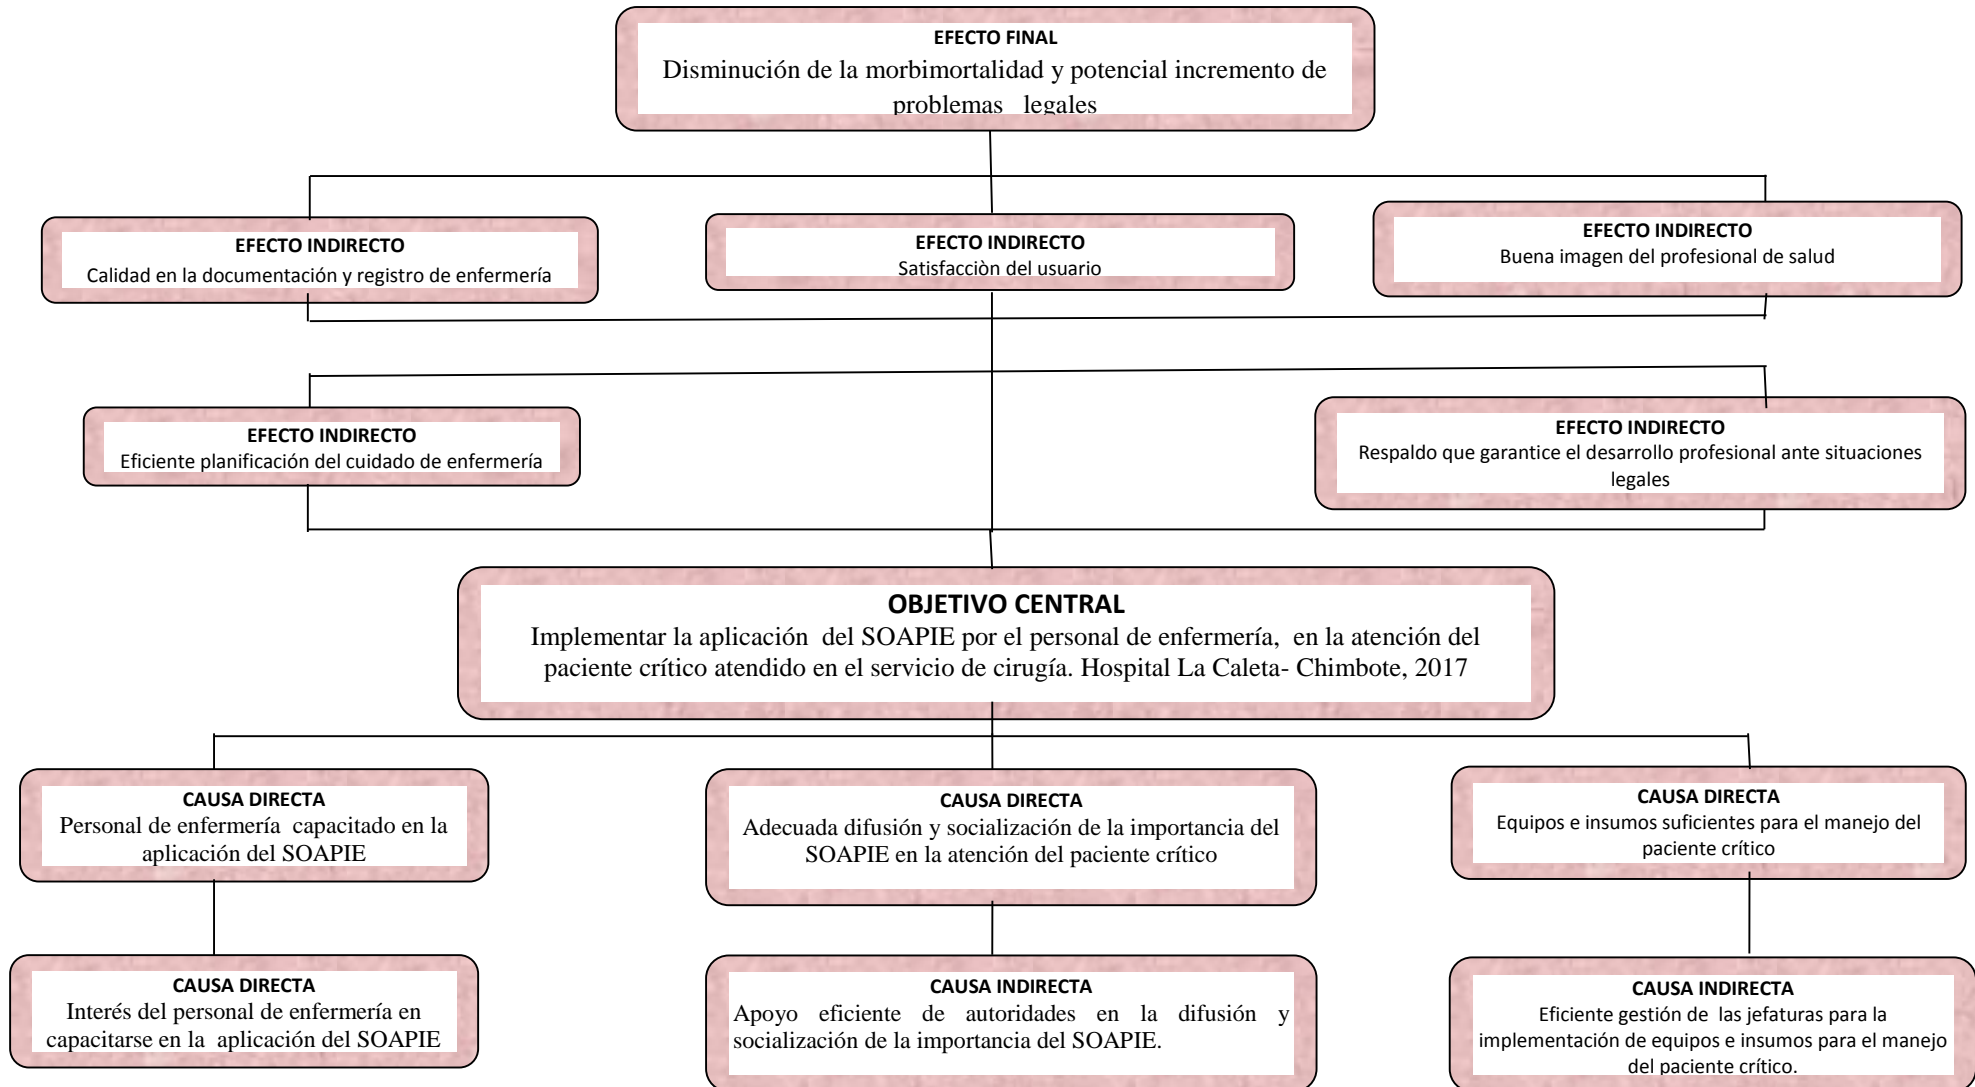 EFECTO FINAL
Disminución de la morbimortalidad y potencial incremento de
problemas legales
EFECTO INDIRECTO
Calidad en la documentación y registro de enfermería
EFECTO INDIRECTO
Satisfacciòn del usuario
EFECTO INDIRECTO
Buena imagen del profesional de salud
EFECTO INDIRECTO
Eficiente planificación del cuidado de enfermería
EFECTO INDIRECTO
Respaldo que garantice el desarrollo profesional ante situaciones
legales
OBJETIVO CENTRAL
Implementar la aplicación del SOAPIE por el personal de enfermería, en la atención del
paciente crítico atendido en el servicio de cirugía. Hospital La Caleta- Chimbote, 2017
CAUSA DIRECTA
Personal de enfermería capacitado en la
aplicación del SOAPIE
CAUSA DIRECTA
Adecuada difusión y socialización de la importancia del
SOAPIE en la atención del paciente crítico
CAUSA DIRECTA
Equipos e insumos suficientes para el manejo del
paciente crítico
CAUSA DIRECTA
Interés del personal de enfermería en
capacitarse en la aplicación del SOAPIE
CAUSA INDIRECTA
Apoyo eficiente de autoridades en la difusión y
socialización de la importancia del SOAPIE.
CAUSA INDIRECTA
Eficiente gestión de las jefaturas para la
implementación de equipos e insumos para el manejo
del paciente crítico.